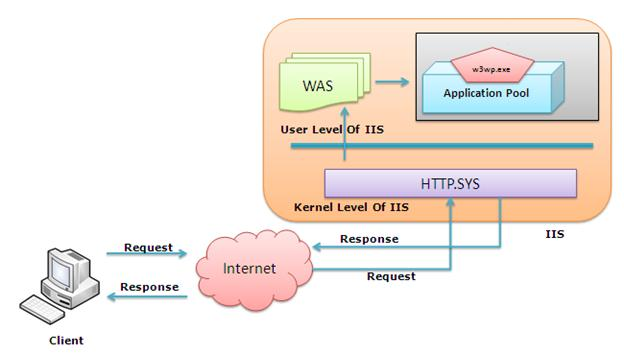 w3wp.exe
WAS
Application Pool
User Level Of IIS
HTTP.SYS
Kernel Level Of IIS
IIS
Response
Request
Internet
Request
Response
Client